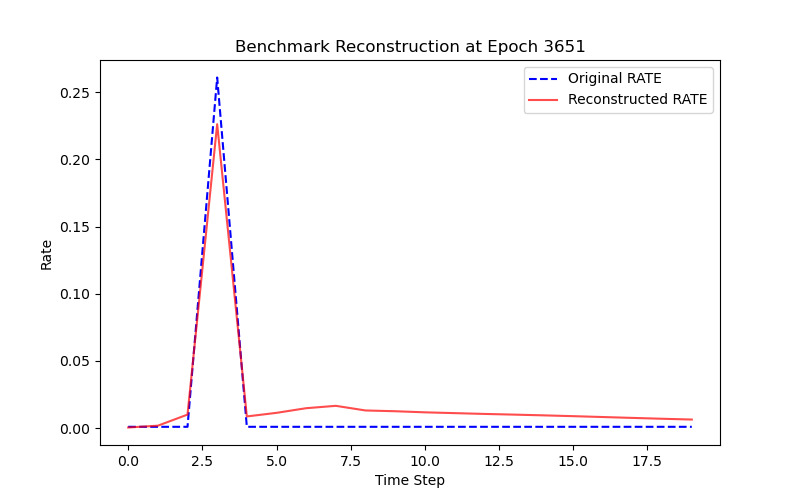 Benchmark Reconstruction at Epoch 3651
Original RATE
Reconstructed RATE
0.25
0.20
0.15
0.10
0.05
0.00
Rate
0.0 2.5 5.0 7.5 10.0 12.5 15.0 17.5
Time Step